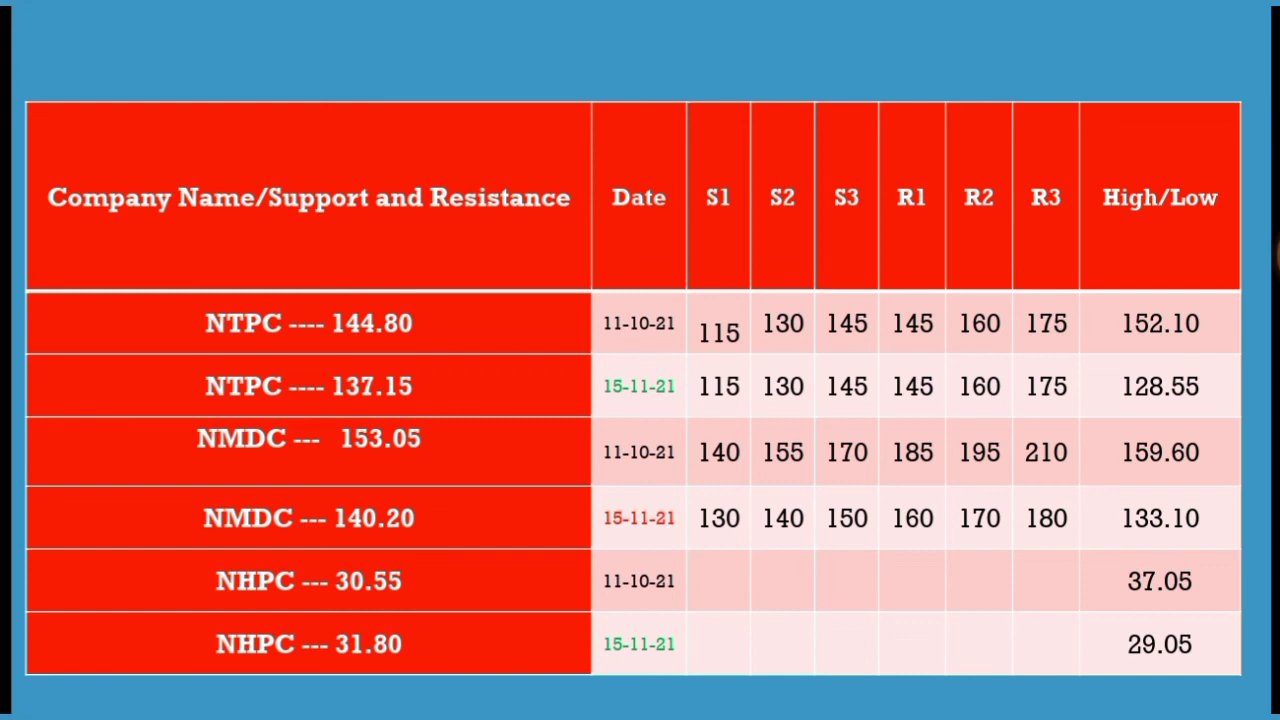 Company Name/Support and Resistance Date S1 S2 S3 R1 R2 R3 High/Low
NTPC ---- 144.80 11-10-21 115 130 145 145 160 175 152.10
NTPC ---- 137.15 15-11-21 115 130 145 145 160 175 128.55
NMDC --- 153.05 11-10-21 140 155 170 185 195 210 159.60
NMDC --- 140.20 15-11-21 130 140 150 160 170 180 133.10
NHPC --- 30.55 11-10-21 37.05
NHPC --- 31.80 15-11-21 29.05